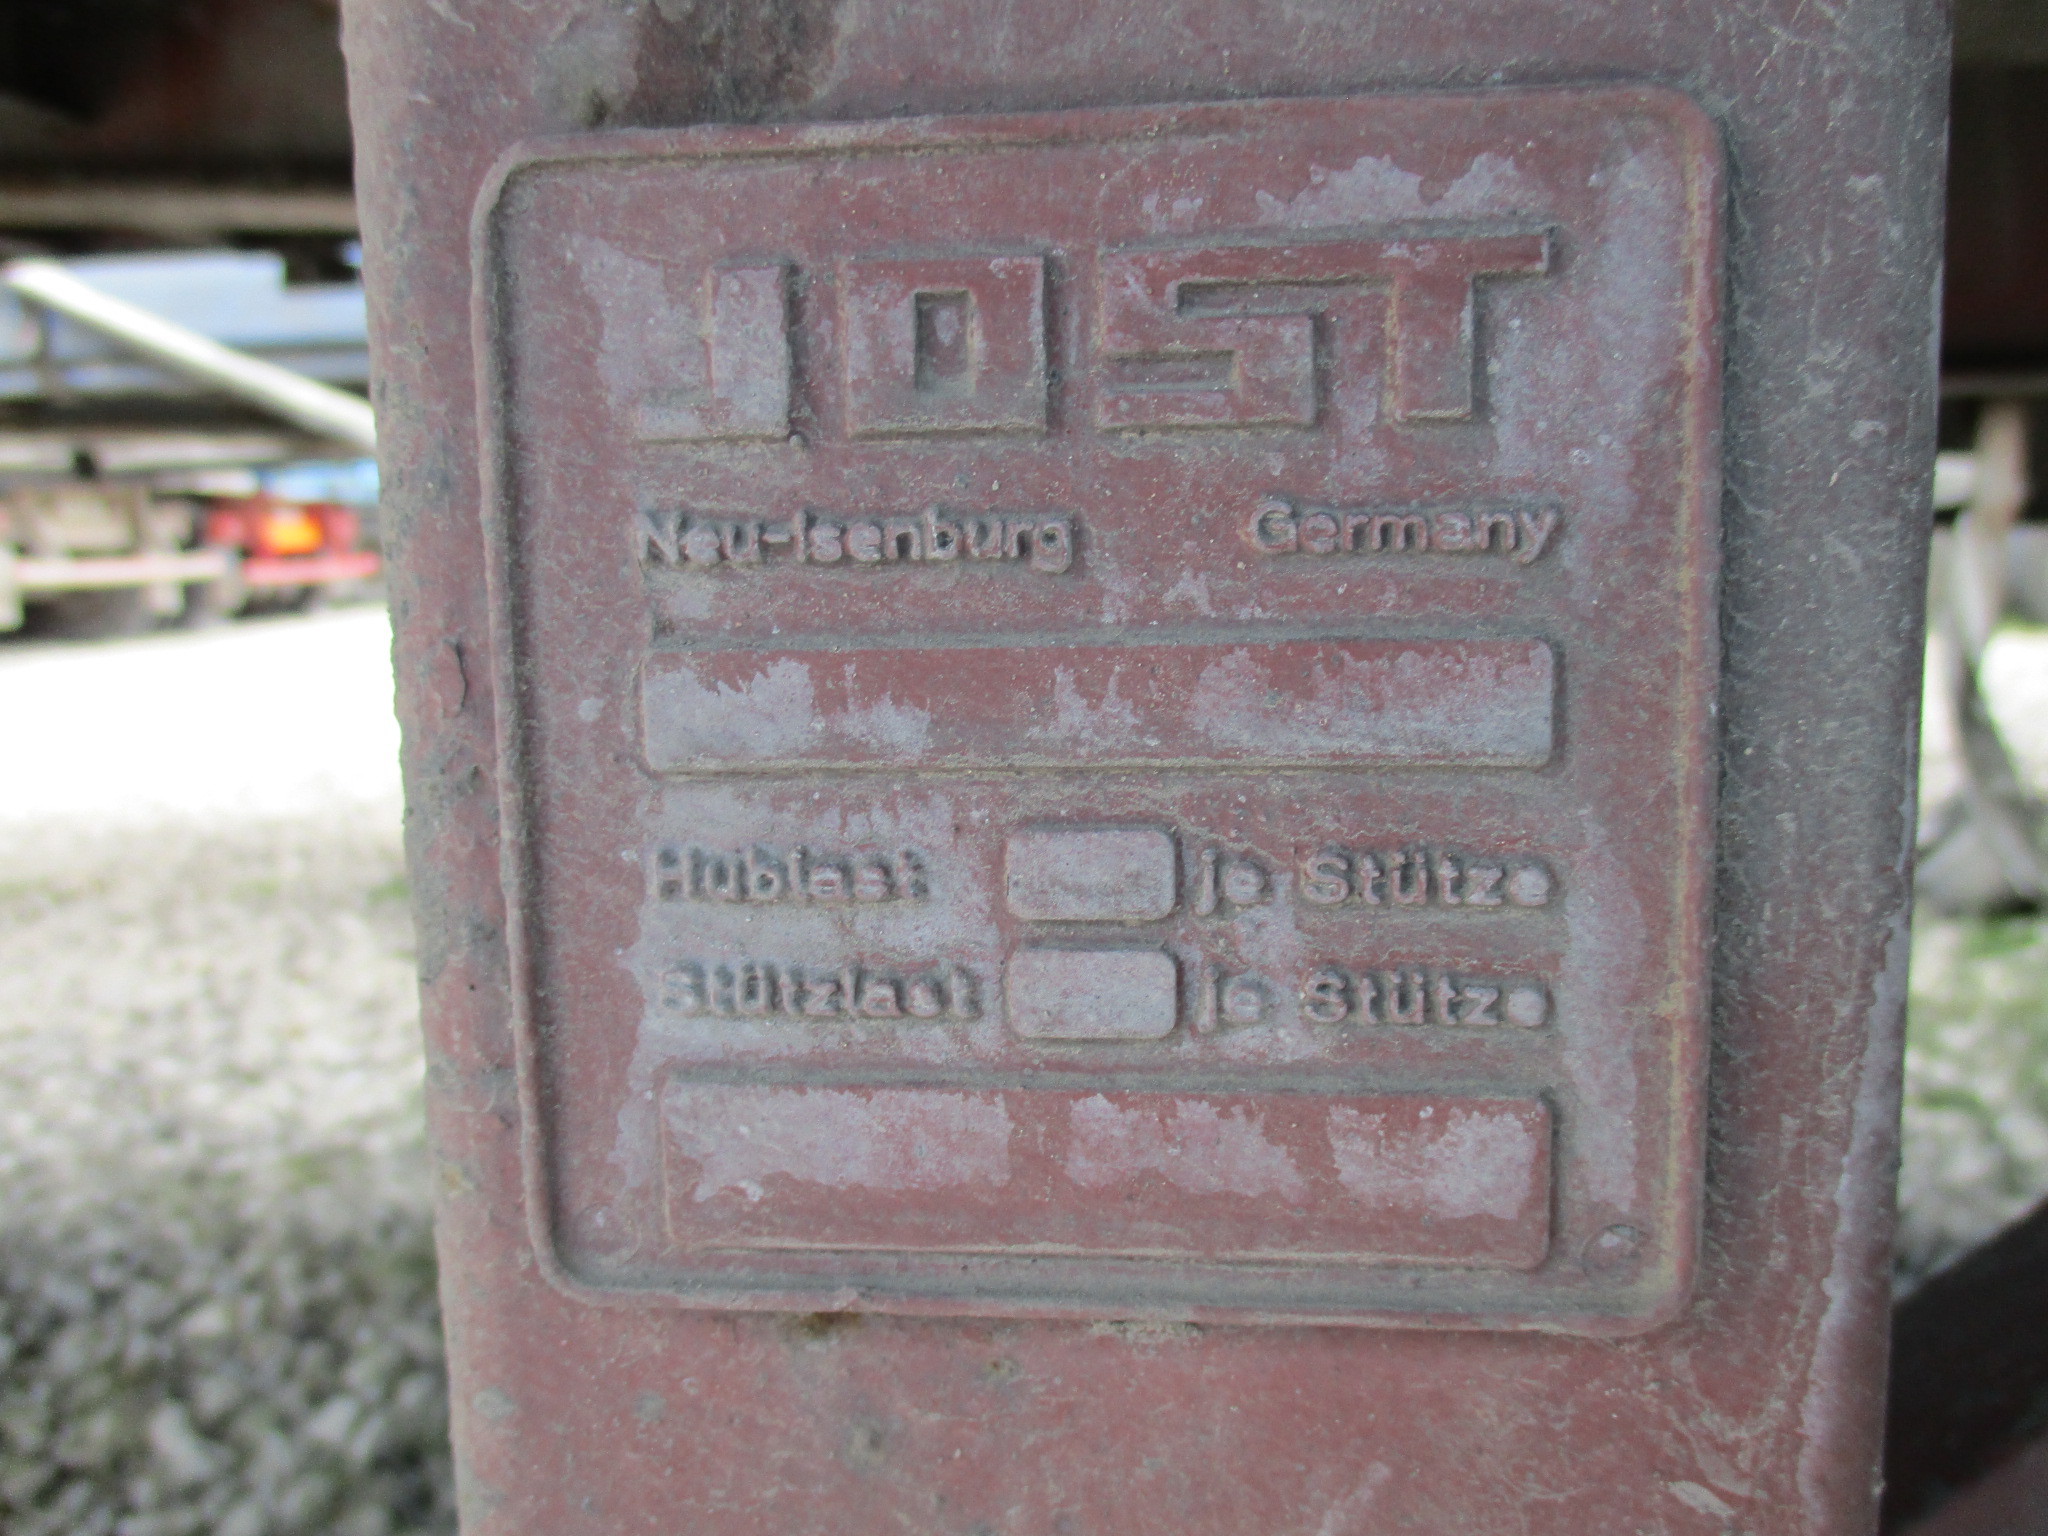 JOST
Neu-Isenburg Germany
Hublast je Stütze
Stützlast je Stütze